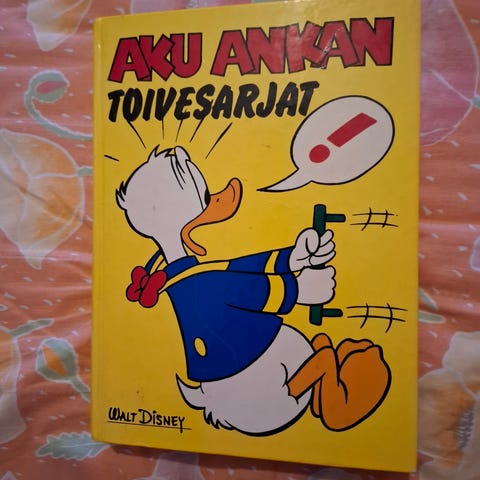 AKU ANKAN
TOIVESARJAT
!
WALT DISNEY